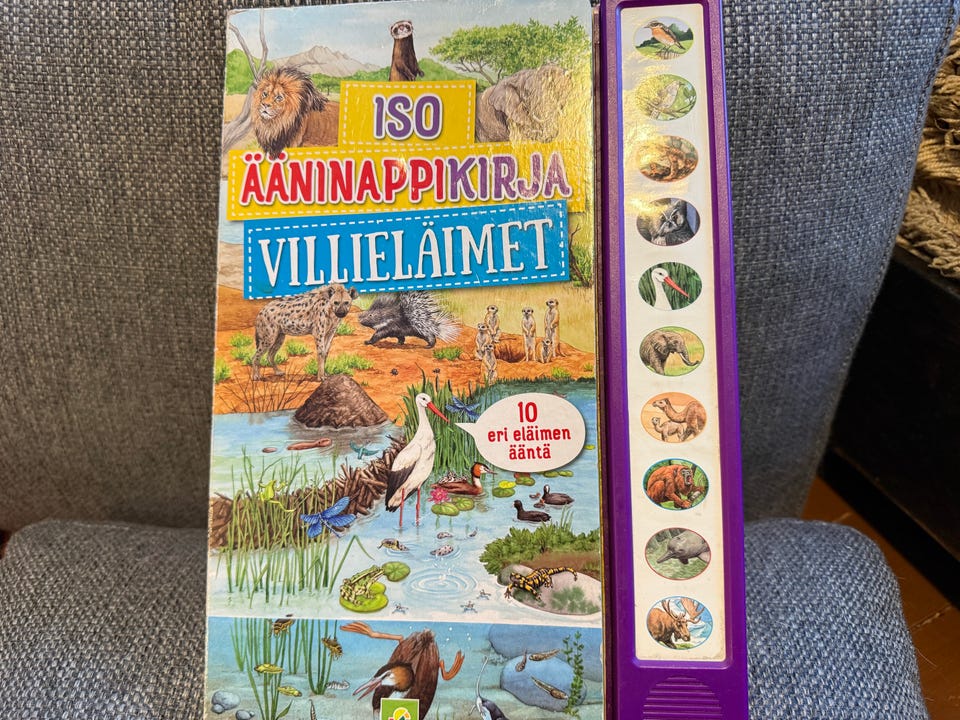 ISO
ÄÄNINAPPIKIRJA
VILLIELÄIMET
10
eri eläimen
ääntä